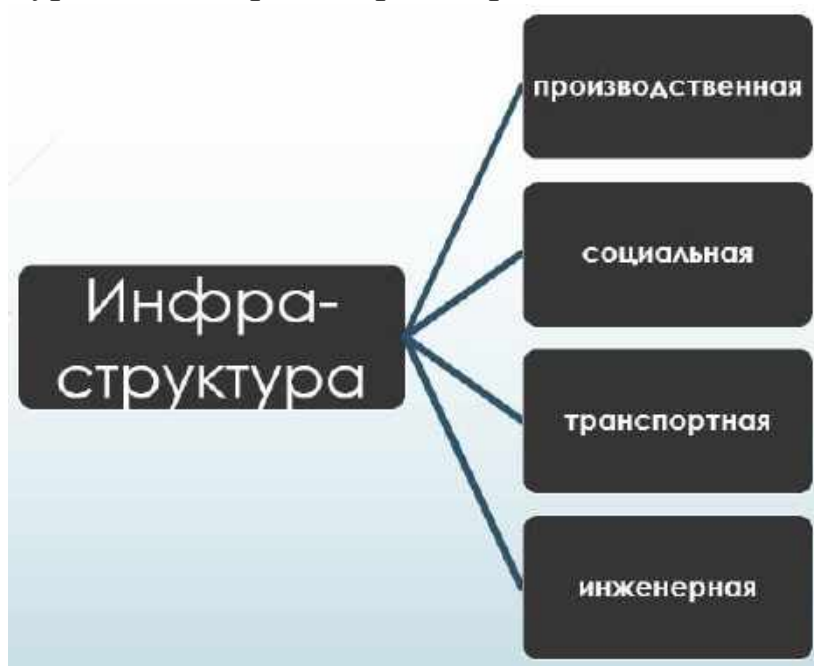 Инфра-
структура
производственная
социальная
транспортная
инженерная